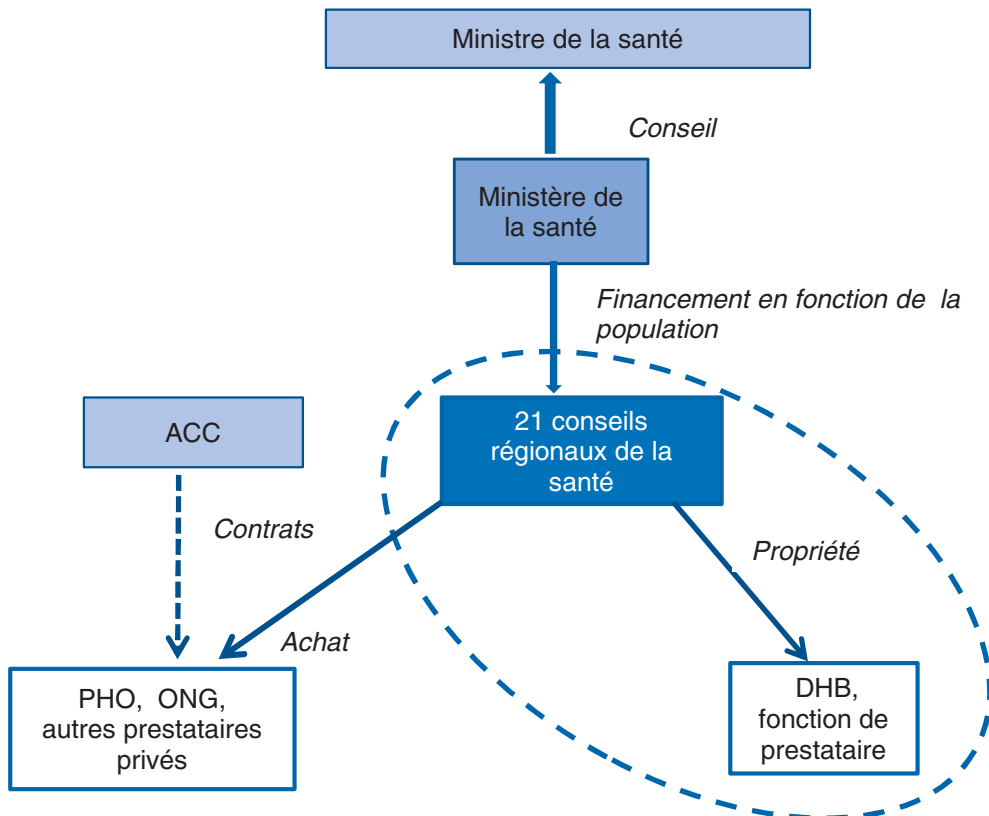 Ministre de la santé
Conseil
Ministère de
la santé
Financement en fonction de la
population
ACC
21 conseils
régionaux de la
santé
Contrats
Propriété
Achat
PHO, ONG,
autres prestataires
privés
DHB,
fonction de
prestataire